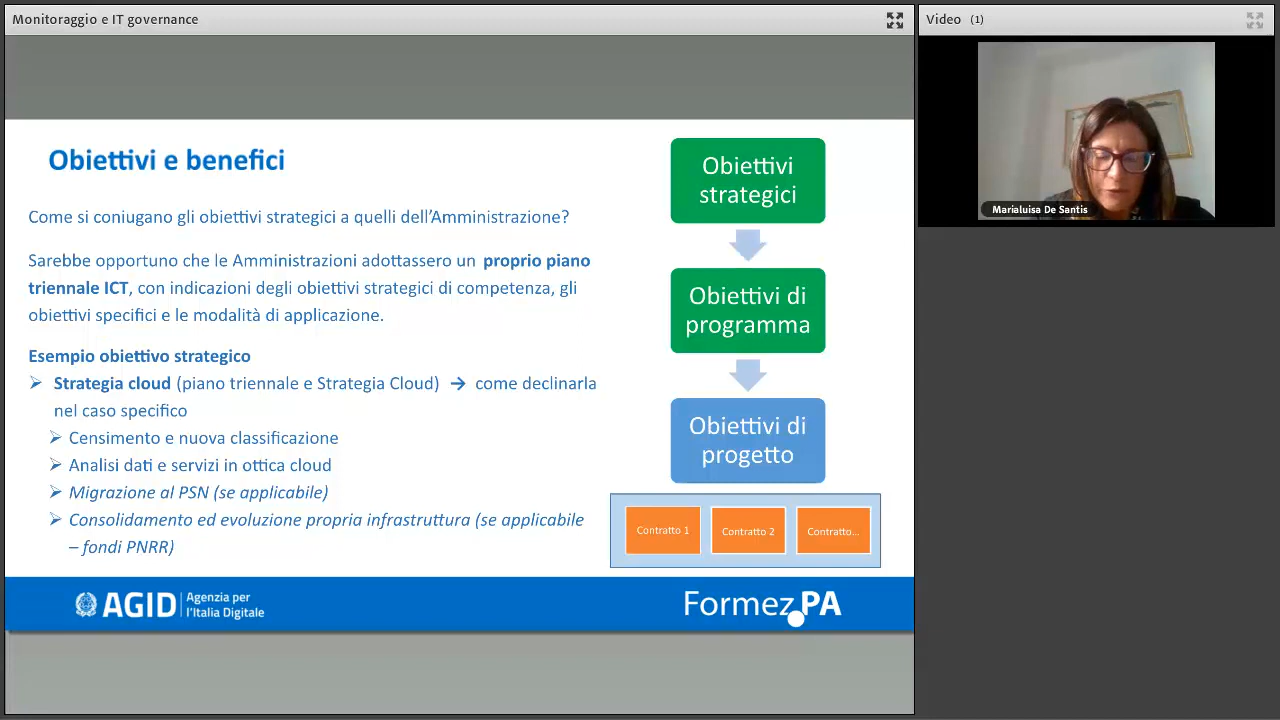 Monitoraggio e IT governance
Video (1)
Marialuisa De Santis
Obiettivi e benefici
Come si coniugano gli obiettivi strategici a quelli dell'Amministrazione?
Sarebbe opportuno che le Amministrazioni adottassero un proprio piano
triennale ICT, con indicazioni degli obiettivi strategici di competenza, gli
obiettivi specifici e le modalità di applicazione.
Esempio obiettivo strategico
➢ Strategia cloud (piano triennale e Strategia Cloud) → come declinarla
nel caso specifico
➢ Censimento e nuova classificazione
➢ Analisi dati e servizi in ottica cloud
➢ Migrazione al PSN (se applicabile)
➢ Consolidamento ed evoluzione propria infrastruttura (se applicabile
– fondi PNRR)
Obiettivi
strategici
Obiettivi di
programma
Obiettivi di
progetto
Contratto 1
Contratto 2
Contratto...
AGID
Agenzia per
l'Italia Digitale
Formez.PA